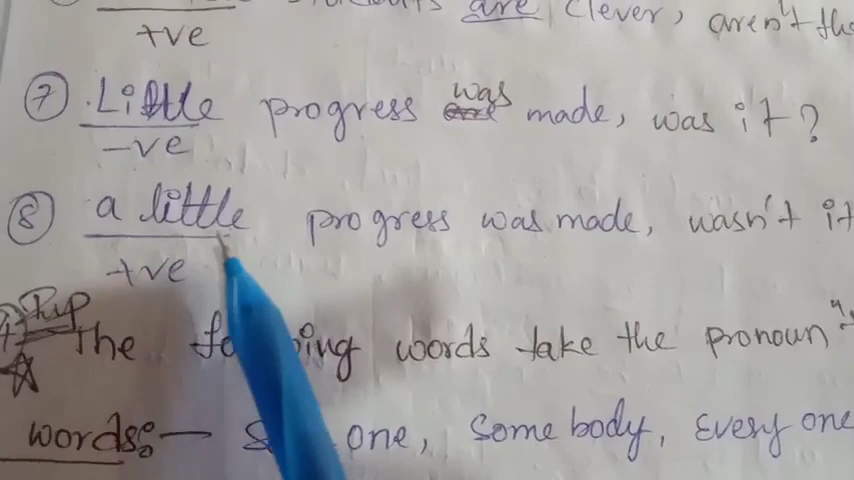 are clever, aren't the
+ve
7 Little progress was made, was it?
-ve
8 a little progress was made, wasn't it
+ve
The following words take the pronoun
words:- one, Somebody, Every one